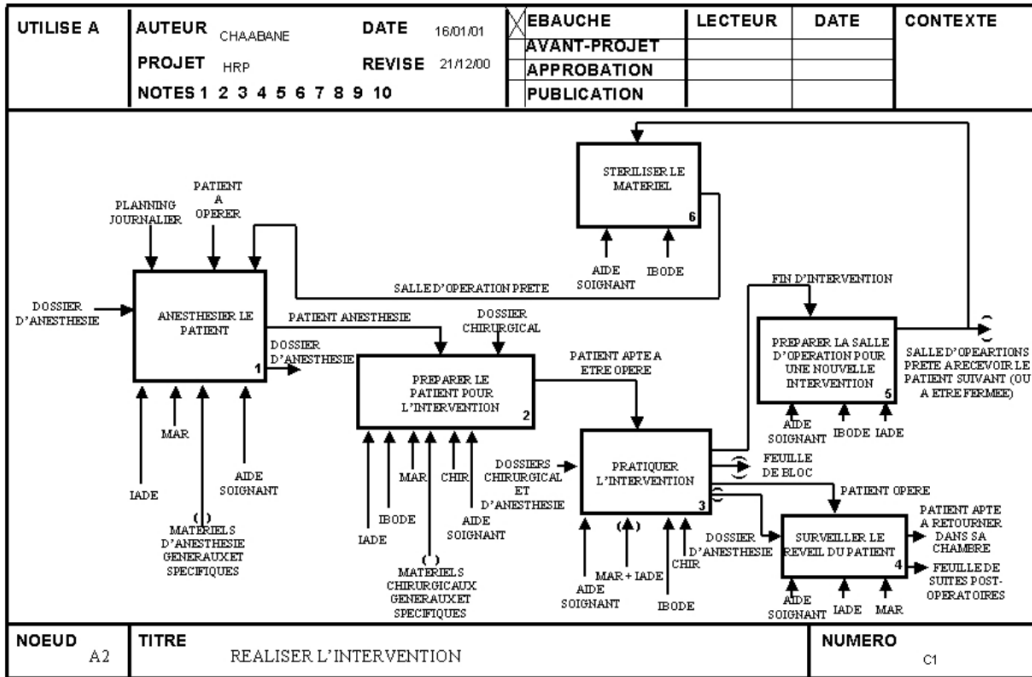 UTILISE A
AUTEUR CHAABANE
DATE 16/01/01
PROJET HRP
REVISE 21/12/00
NOTES 1 2 3 4 5 6 7 8 9 10
EBAUCHE
AVANT-PROJET
APPROBATION
PUBLICATION
LECTEUR
DATE
CONTEXTE
STERILISER LE
MATERIEL
6
AIDE
SOIGNANT
IBODE
PLANNING
JOURNALIER
PATIENT
A
OPERER
SALLE D'OPERATION PRETE
DOSSIER
D'ANESTHESIE
ANESTHESIER LE
PATIENT
1
PATIENT ANESTHESIE
DOSSIER
D'ANESTHESIE
IADE
MAR
( )
MATERIELS
D'ANESTHESIE
GENERAUX ET
SPECIFIQUES
AIDE
SOIGNANT
DOSSIER
CHIRURGICAL
PREPARER LE
PATIENT POUR
L'INTERVENTION
2
PATIENT APTE A
ETRE OPERE
IADE
IBODE
MAR
( )
MATERIELS
CHIRURGICAUX
GENERAUX ET
SPECIFIQUES
CHIR
AIDE
SOIGNANT
DOSSIERS
CHIRURGICAL
ET
D'ANESTHESIE
PRATIQUER
L'INTERVENTION
3
AIDE
SOIGNANT
( )
MAR + IADE
IBODE
CHIR
FIN D'INTERVENTION
PREPARER LA SALLE
D'OPERATION POUR
UNE NOUVELLE
INTERVENTION
5
AIDE
SOIGNANT
IBODE
IADE
SALLE D'OPEARTIONS
PRETE A RECEVOIR LE
PATIENT SUIVANT (OU
A ETRE FERMEE)
FEUILLE
DE BLOC
PATIENT OPERE
DOSSIER
D'ANESTHESIE
SURVEILLER LE
REVEIL DU PATIENT
4
AIDE
SOIGNANT
IADE
MAR
PATIENT APTE
A RETOURNER
DANS SA
CHAMBRE
FEUILLE DE
SUITES POST-
OPERATOIRES
NOEUD
A2
TITRE
REALISER L'INTERVENTION
NUMERO
C1